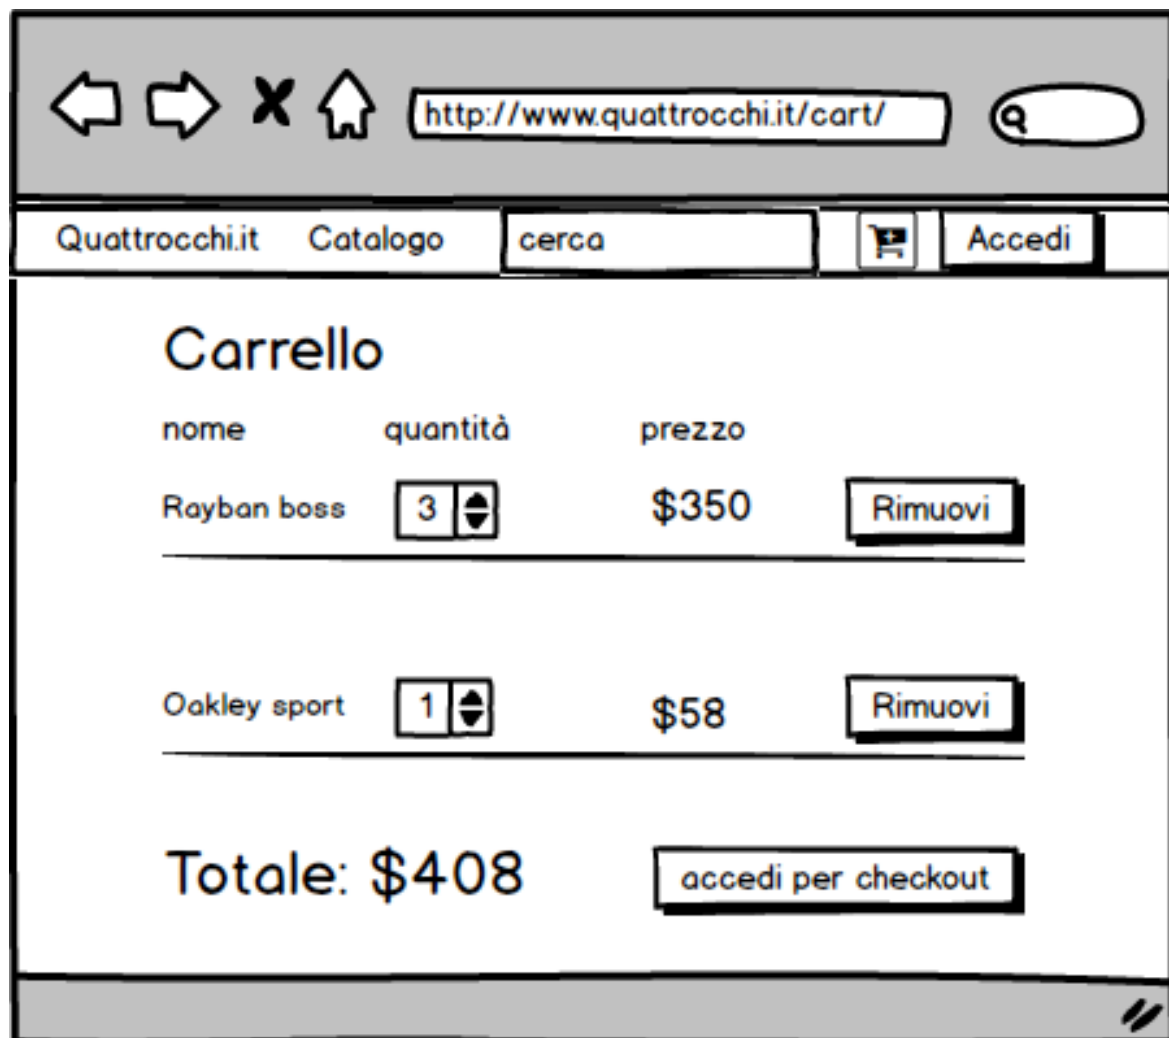 http://www.quattrocchi.it/cart/
Quattrocchi.it Catalogo cerca Accedi
Carrello
nome quantità prezzo
Rayban boss 3 $350 Rimuovi
Oakley sport 1 $58 Rimuovi
Totale: $408 accedi per checkout